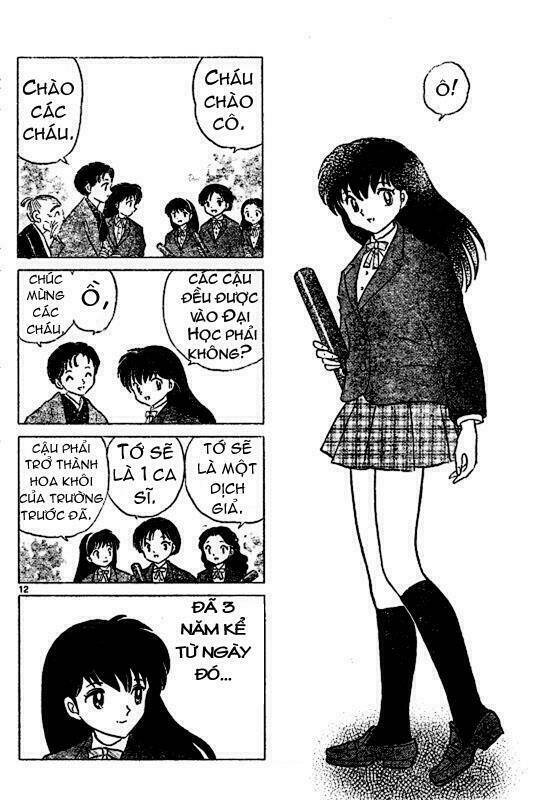 CHÀO
CÁC
CHÁU.
CHÁU
CHÀO
CÔ.
CHÚC
MỪNG
CÁC
CHÁU.
Ồ,
CÁC CẬU
ĐỀU ĐƯỢC
VÀO ĐẠI
HỌC PHẢI
KHÔNG?
CẬU PHẢI
TRỞ THÀNH
HOA KHÔI
CỦA TRƯỜNG
TRƯỚC ĐÃ.
TỚ SẼ
LÀ 1 CA
SĨ.
TỚ SẼ
LÀ MỘT
DỊCH
GIẢ.
12
ĐÃ 3
NĂM KỂ
TỪ NGÀY
ĐÓ...
Ô!